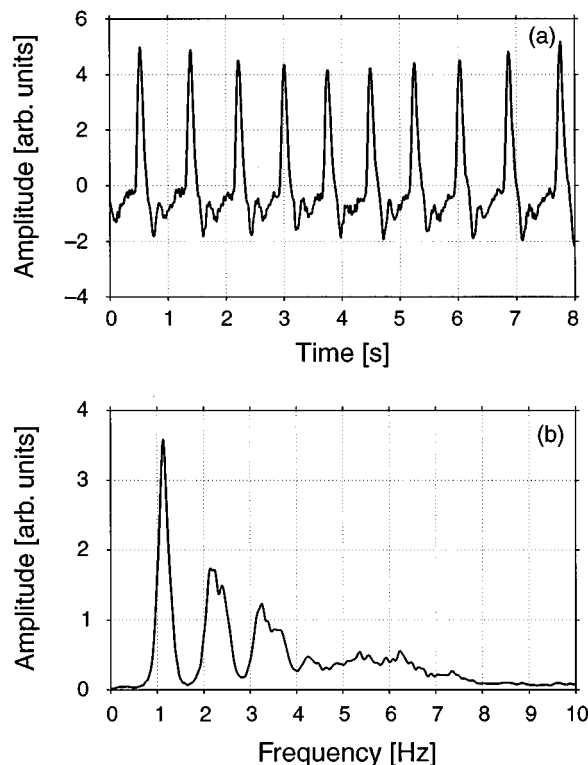 (a)
Amplitude [arb. units]
6
4
2
0
−2
−4
0 1 2 3 4 5 6 7 8
Time [s]
(b)
Amplitude [arb. units]
4
3
2
1
0
0 1 2 3 4 5 6 7 8 9 10
Frequency [Hz]